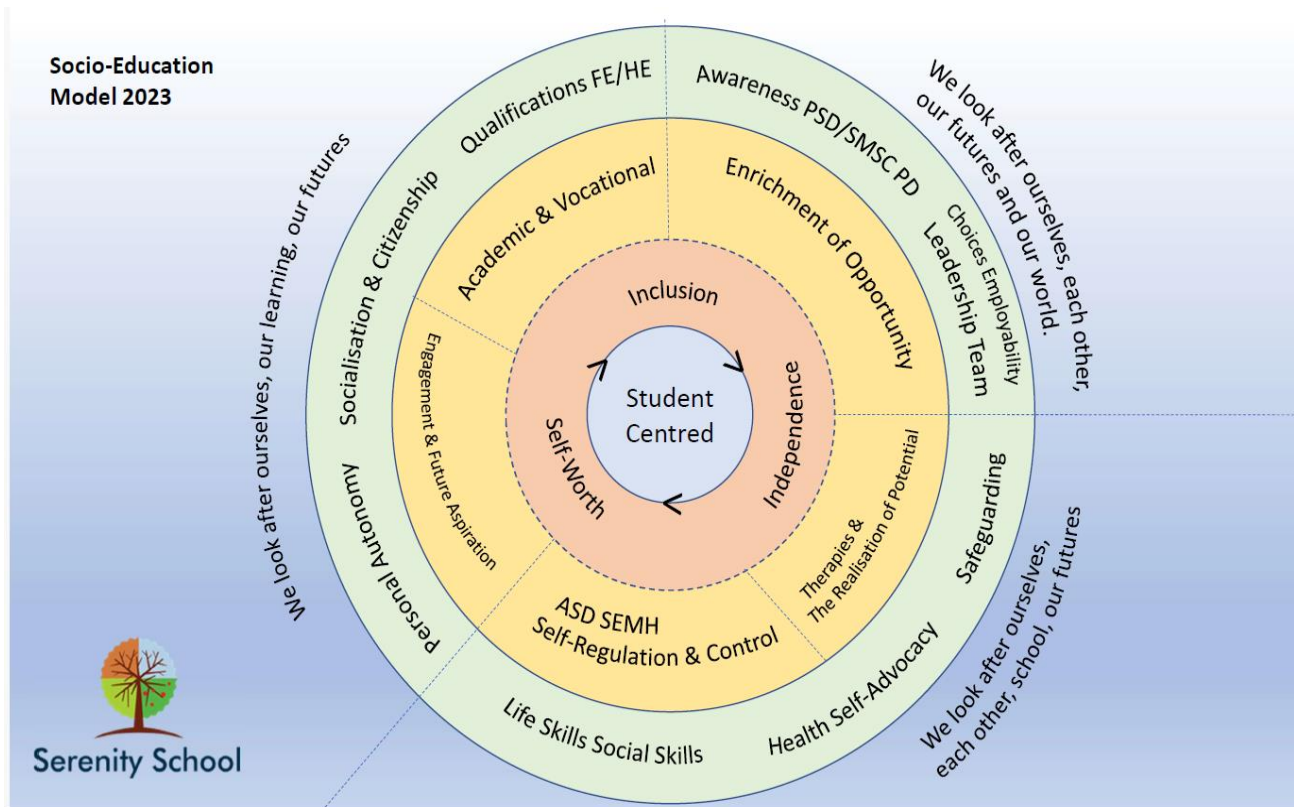 Socio-Education
Model 2023
Qualifications FE/HE
Awareness PSD/SMSC PD
We look after ourselves, each other,
our futures and our world.
Choices Employability
Leadership Team
Socialisation & Citizenship
We look after ourselves, our learning, our futures
Academic & Vocational
Enrichment of Opportunity
Inclusion
Independence
Self-Worth
Student
Centred
Engagement & Future Aspiration
Personal Autonomy
Therapies &
The Realisation of Potential
Safeguarding
ASD SEMH
Self-Regulation & Control
Health Self-Advocacy
We look after ourselves,
each other, school, our futures
Life Skills Social Skills
Serenity School